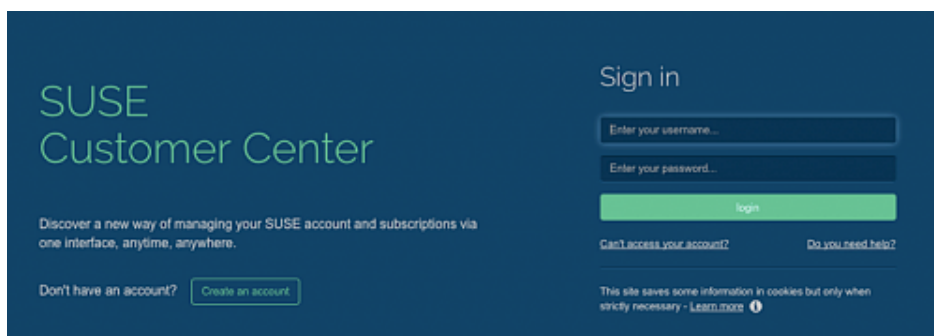 SUSE
Customer Center
Discover a new way of managing your SUSE account and subscriptions via
one interface, anytime, anywhere.
Don't have an account? Create an account
Sign in
Enter your username...
Enter your password...
login
Can't access your account? Do you need help?
This site saves some information in cookies but only when
strictly necessary - Learn more i